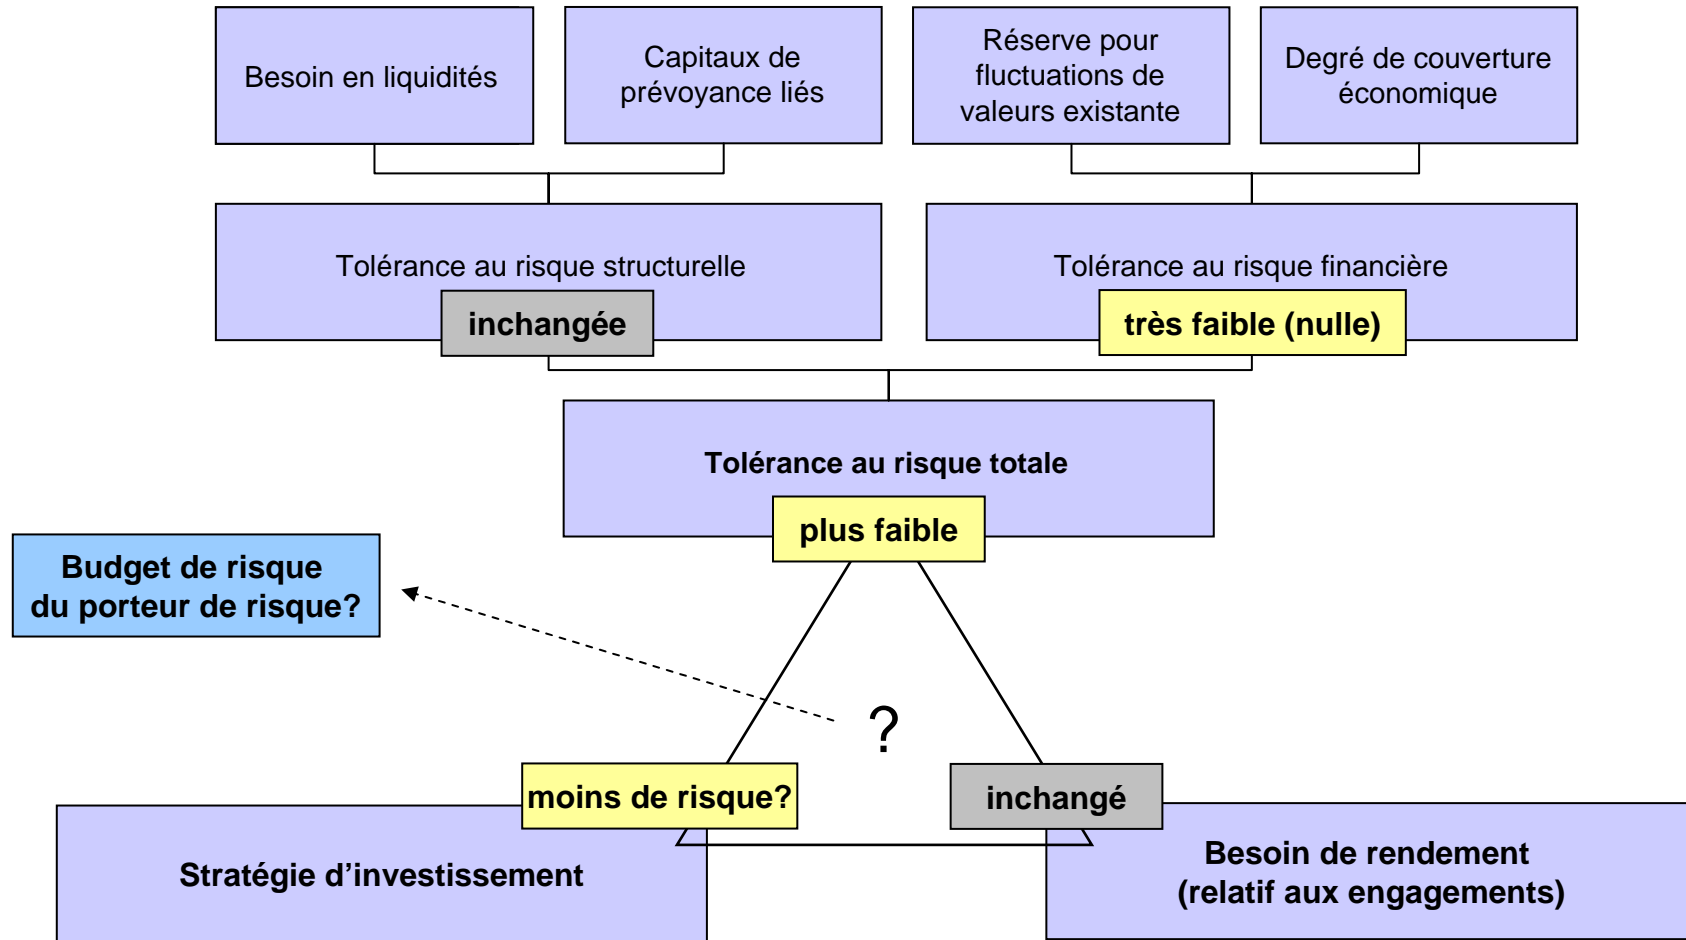 Besoin en liquidités
Capitaux de
prévoyance liés
Réserve pour
fluctuations de
valeurs existante
Degré de couverture
économique
Tolérance au risque structurelle
inchangée
Tolérance au risque financière
très faible (nulle)
Tolérance au risque totale
plus faible
Budget de risque
du porteur de risque?
?
moins de risque?
inchangé
Stratégie d'investissement
Besoin de rendement
(relatif aux engagements)